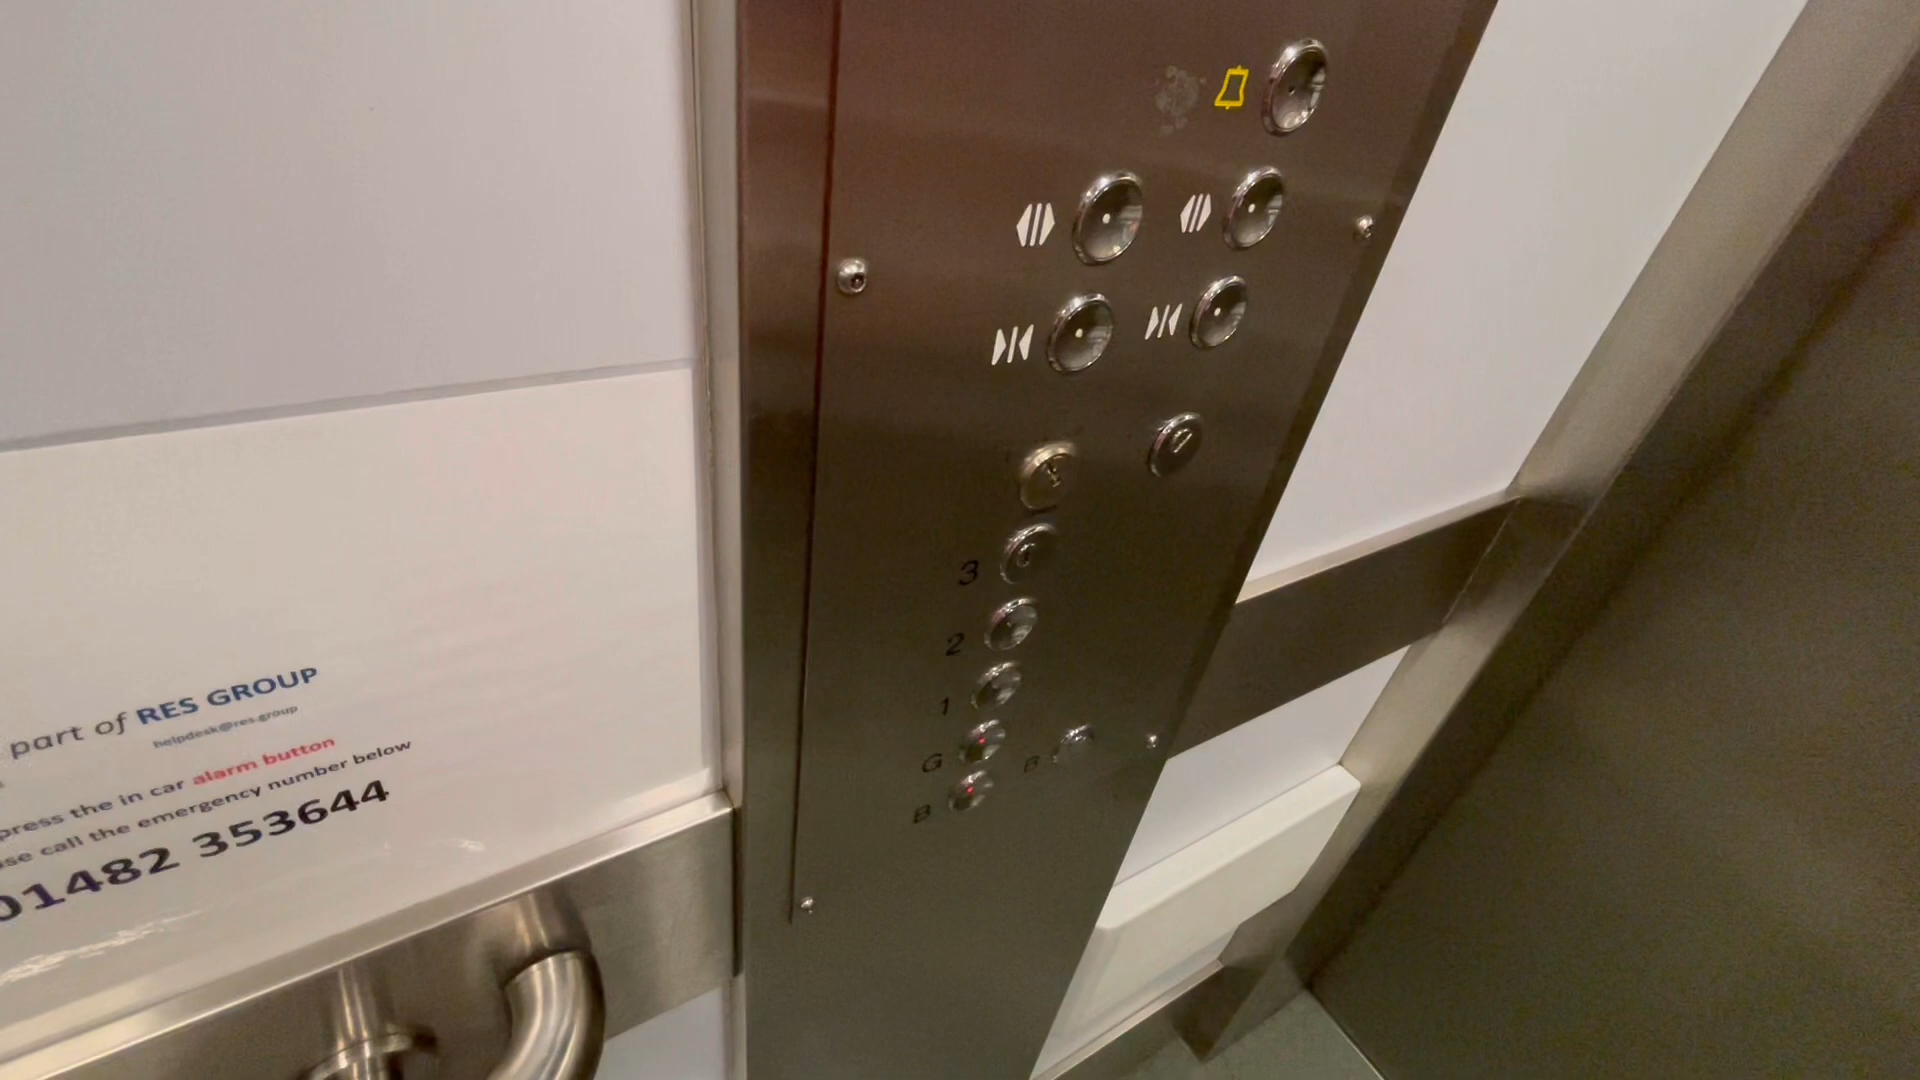 part of RES GROUP
helpdesk@res.group
press the in car alarm button
call the emergency number below
01482 353644
3
2
1
G
B
B